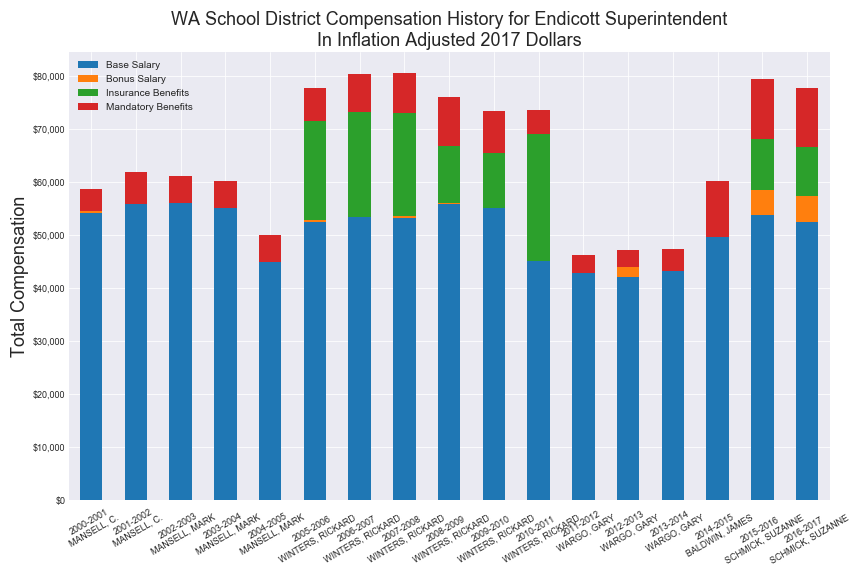 WA School District Compensation History for Endicott Superintendent
In Inflation Adjusted 2017 Dollars
Base Salary
Bonus Salary
Insurance Benefits
Mandatory Benefits
Total Compensation
$80,000
$70,000
$60,000
$50,000
$40,000
$30,000
$20,000
$10,000
$0
2000-2001
MANSELL, C.
2001-2002
MANSELL, C.
2002-2003
MANSELL, MARK
2003-2004
MANSELL, MARK
2004-2005
MANSELL, MARK
2005-2006
WINTERS, RICKARD
2006-2007
WINTERS, RICKARD
2007-2008
WINTERS, RICKARD
2008-2009
WINTERS, RICKARD
2009-2010
WINTERS, RICKARD
2010-2011
WINTERS, RICKARD
2011-2012
WARGO, GARY
2012-2013
WARGO, GARY
2013-2014
WARGO, GARY
2014-2015
BALDWIN, JAMES
2015-2016
SCHMICK, SUZANNE
2016-2017
SCHMICK, SUZANNE